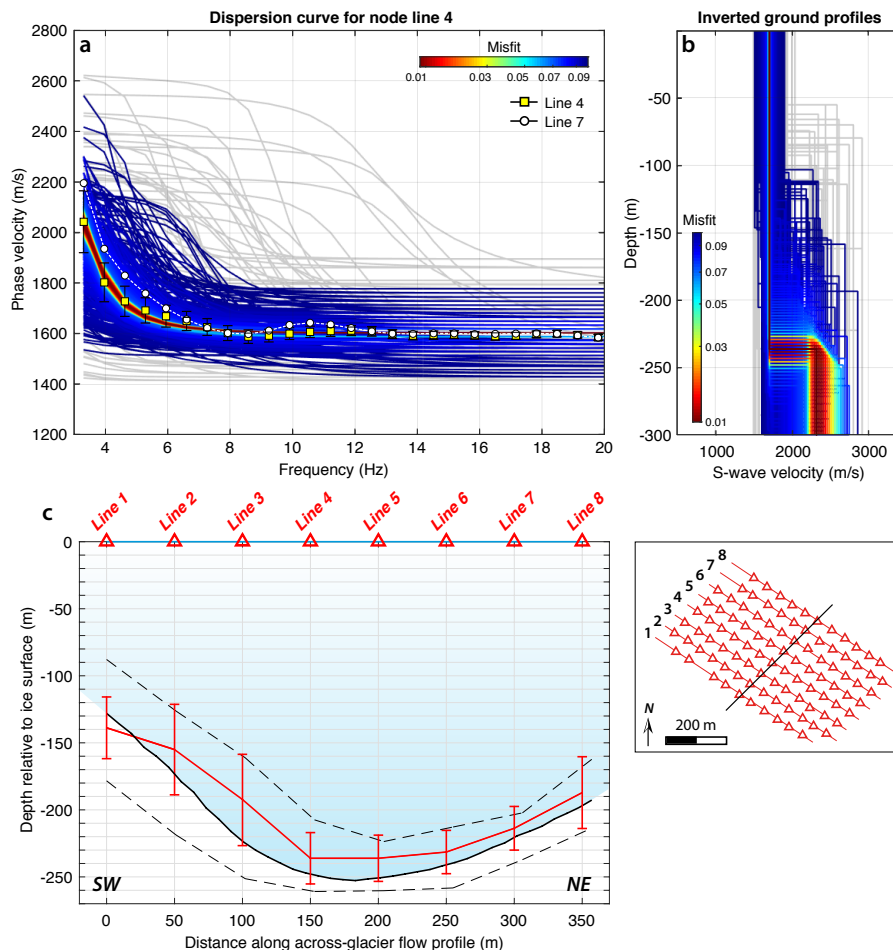 Dispersion curve for node line 4
a
Misfit
0.01 0.03 0.05 0.07 0.09
Line 4
Line 7
2800
2600
2400
2200
2000
1800
1600
1400
1200
Phase velocity (m/s)
4 6 8 10 12 14 16 18 20
Frequency (Hz)
Inverted ground profiles
b
-50
-100
-150
-200
-250
-300
Depth (m)
Misfit
0.09
0.07
0.05
0.03
0.01
1000 2000 3000
S-wave velocity (m/s)
c
Line 1 Line 2 Line 3 Line 4 Line 5 Line 6 Line 7 Line 8
0
-50
-100
-150
-200
-250
Depth relative to ice surface (m)
SW NE
0 50 100 150 200 250 300 350
Distance along across-glacier flow profile (m)
8
7
6
5
4
3
2
1
N
200 m